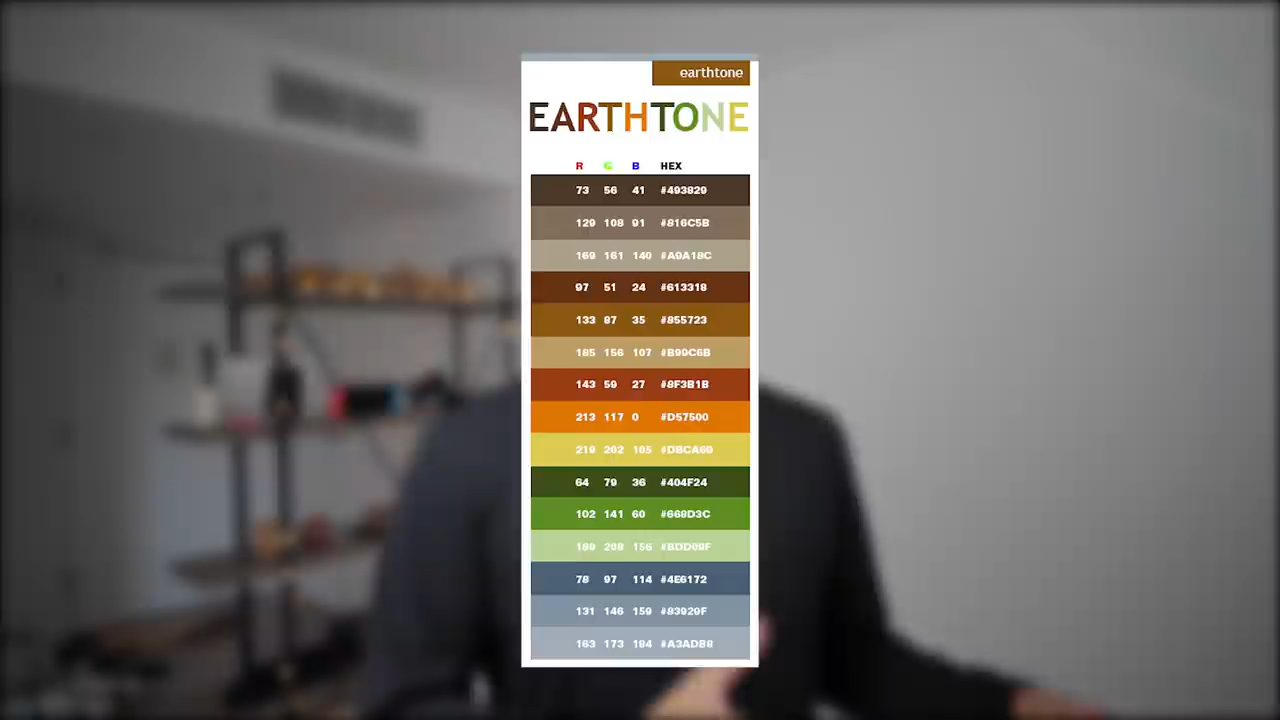 earthtone
EARTHTONE
R G B HEX
73 56 41 #493829
129 108 91 #816C5B
169 161 140 #A9A18C
97 51 24 #613318
133 87 35 #855723
185 156 107 #B99C6B
143 59 27 #8F3B1B
213 117 0 #D57500
219 202 105 #DBCA69
64 79 36 #404F24
102 141 60 #668D3C
189 208 156 #BDD09F
78 97 114 #4E6172
131 146 159 #83929F
163 173 184 #A3ADB8